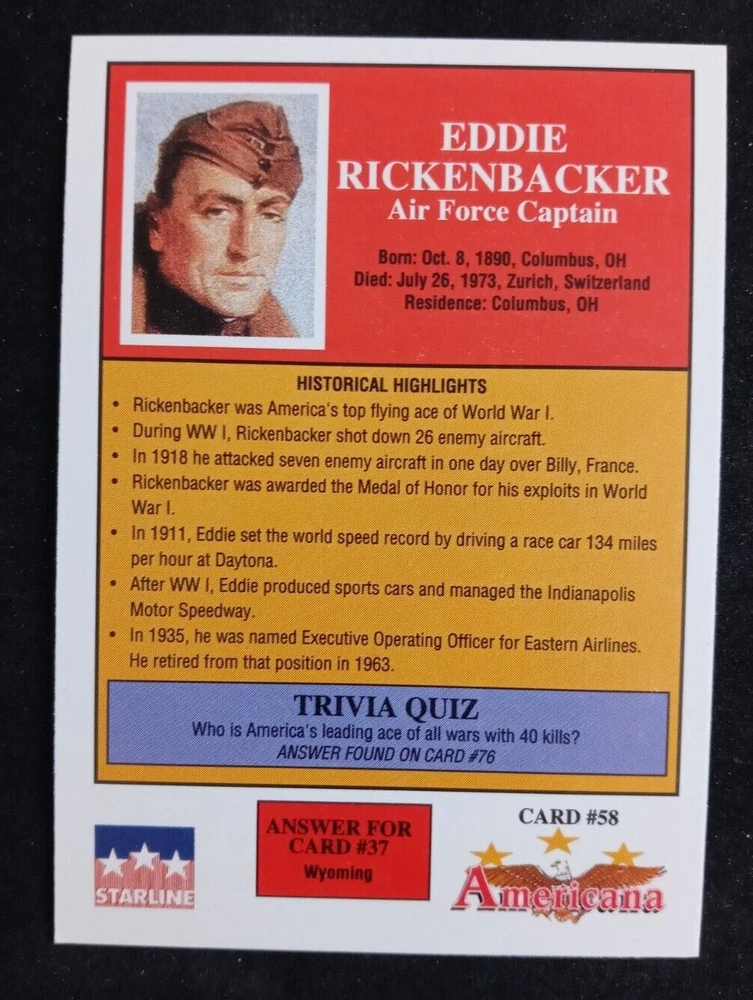 EDDIE
RICKENBACKER
Air Force Captain
Born: Oct. 8, 1890, Columbus, OH
Died: July 26, 1973, Zurich, Switzerland
Residence: Columbus, OH
HISTORICAL HIGHLIGHTS
• Rickenbacker was America's top flying ace of World War I.
• During WW I, Rickenbacker shot down 26 enemy aircraft.
• In 1918 he attacked seven enemy aircraft in one day over Billy, France.
• Rickenbacker was awarded the Medal of Honor for his exploits in World
War I.
• In 1911, Eddie set the world speed record by driving a race car 134 miles
per hour at Daytona.
• After WW I, Eddie produced sports cars and managed the Indianapolis
Motor Speedway.
• In 1935, he was named Executive Operating Officer for Eastern Airlines.
He retired from that position in 1963.
TRIVIA QUIZ
Who is America's leading ace of all wars with 40 kills?
ANSWER FOUND ON CARD #76
STARLINE
ANSWER FOR
CARD #37
Wyoming
CARD #58
Americana